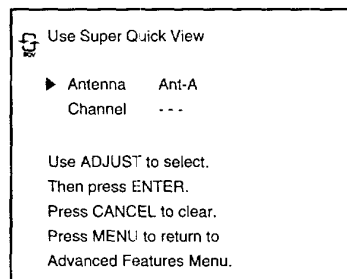 Use Super Quick View
SQV
▶ Antenna Ant-A
Channel - - -
Use ADJUST to select.
Then press ENTER.
Press CANCEL to clear.
Press MENU to return to
Advanced Features Menu.